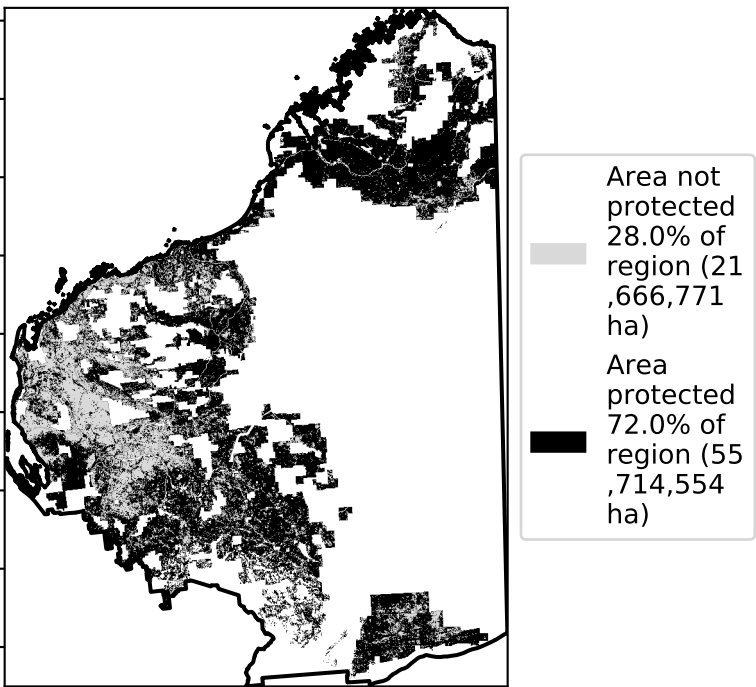 Area not
protected
28.0% of
region (21
,666,771
ha)
Area
protected
72.0% of
region (55
,714,554
ha)